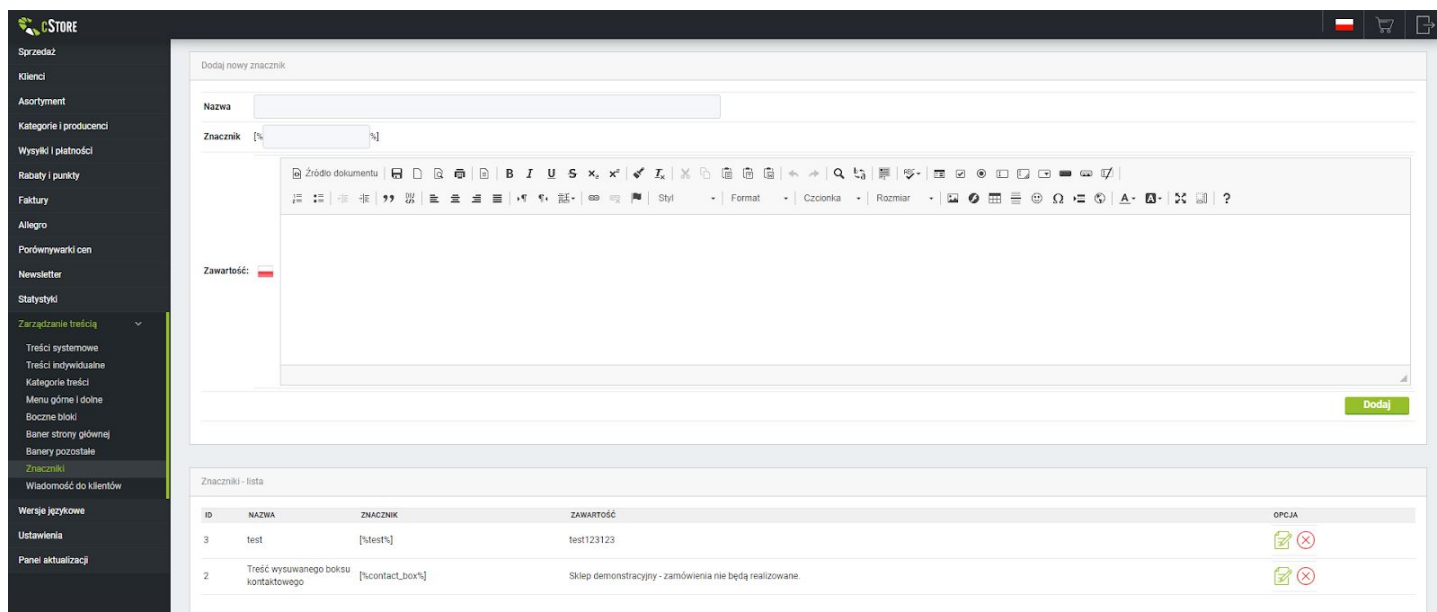 cSTORE
Sprzedaż
Klienci
Asortyment
Kategorie i producenci
Wysyłki i płatności
Rabaty i punkty
Faktury
Allegro
Porównywarki cen
Newsletter
Statystyki
Zarządzanie treścią
Treści systemowe
Treści indywidualne
Kategorie treści
Menu górne i dolne
Boczne bloki
Baner strony głównej
Banery pozostałe
Znaczniki
Wiadomość do klientów
Wersje językowe
Ustawienia
Panel aktualizacji
Dodaj nowy znacznik
Nazwa
Znacznik [% %]
Zawartość:
Źródło dokumentu B I U S x₂ x² Iₓ
Styl Format Czcionka Rozmiar Ω A A ?
Dodaj
Znaczniki - lista
ID NAZWA ZNACZNIK ZAWARTOŚĆ OPCJA
3 test [%test%] test123123
2 Treść wysuwanego boksu kontaktowego [%contact_box%] Sklep demonstracyjny - zamówienia nie będą realizowane.